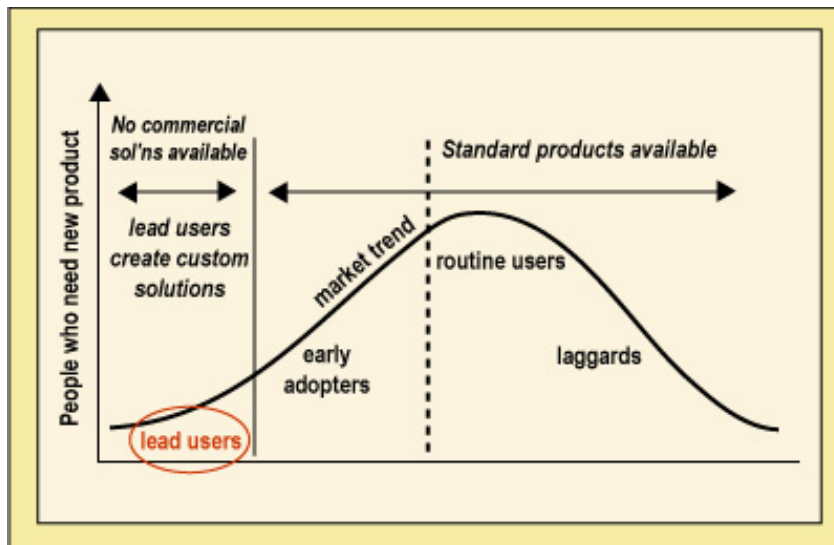 People who need new product
No commercial
sol'ns available
Standard products available
lead users
create custom
solutions
market trend
routine users
early
adopters
laggards
lead users